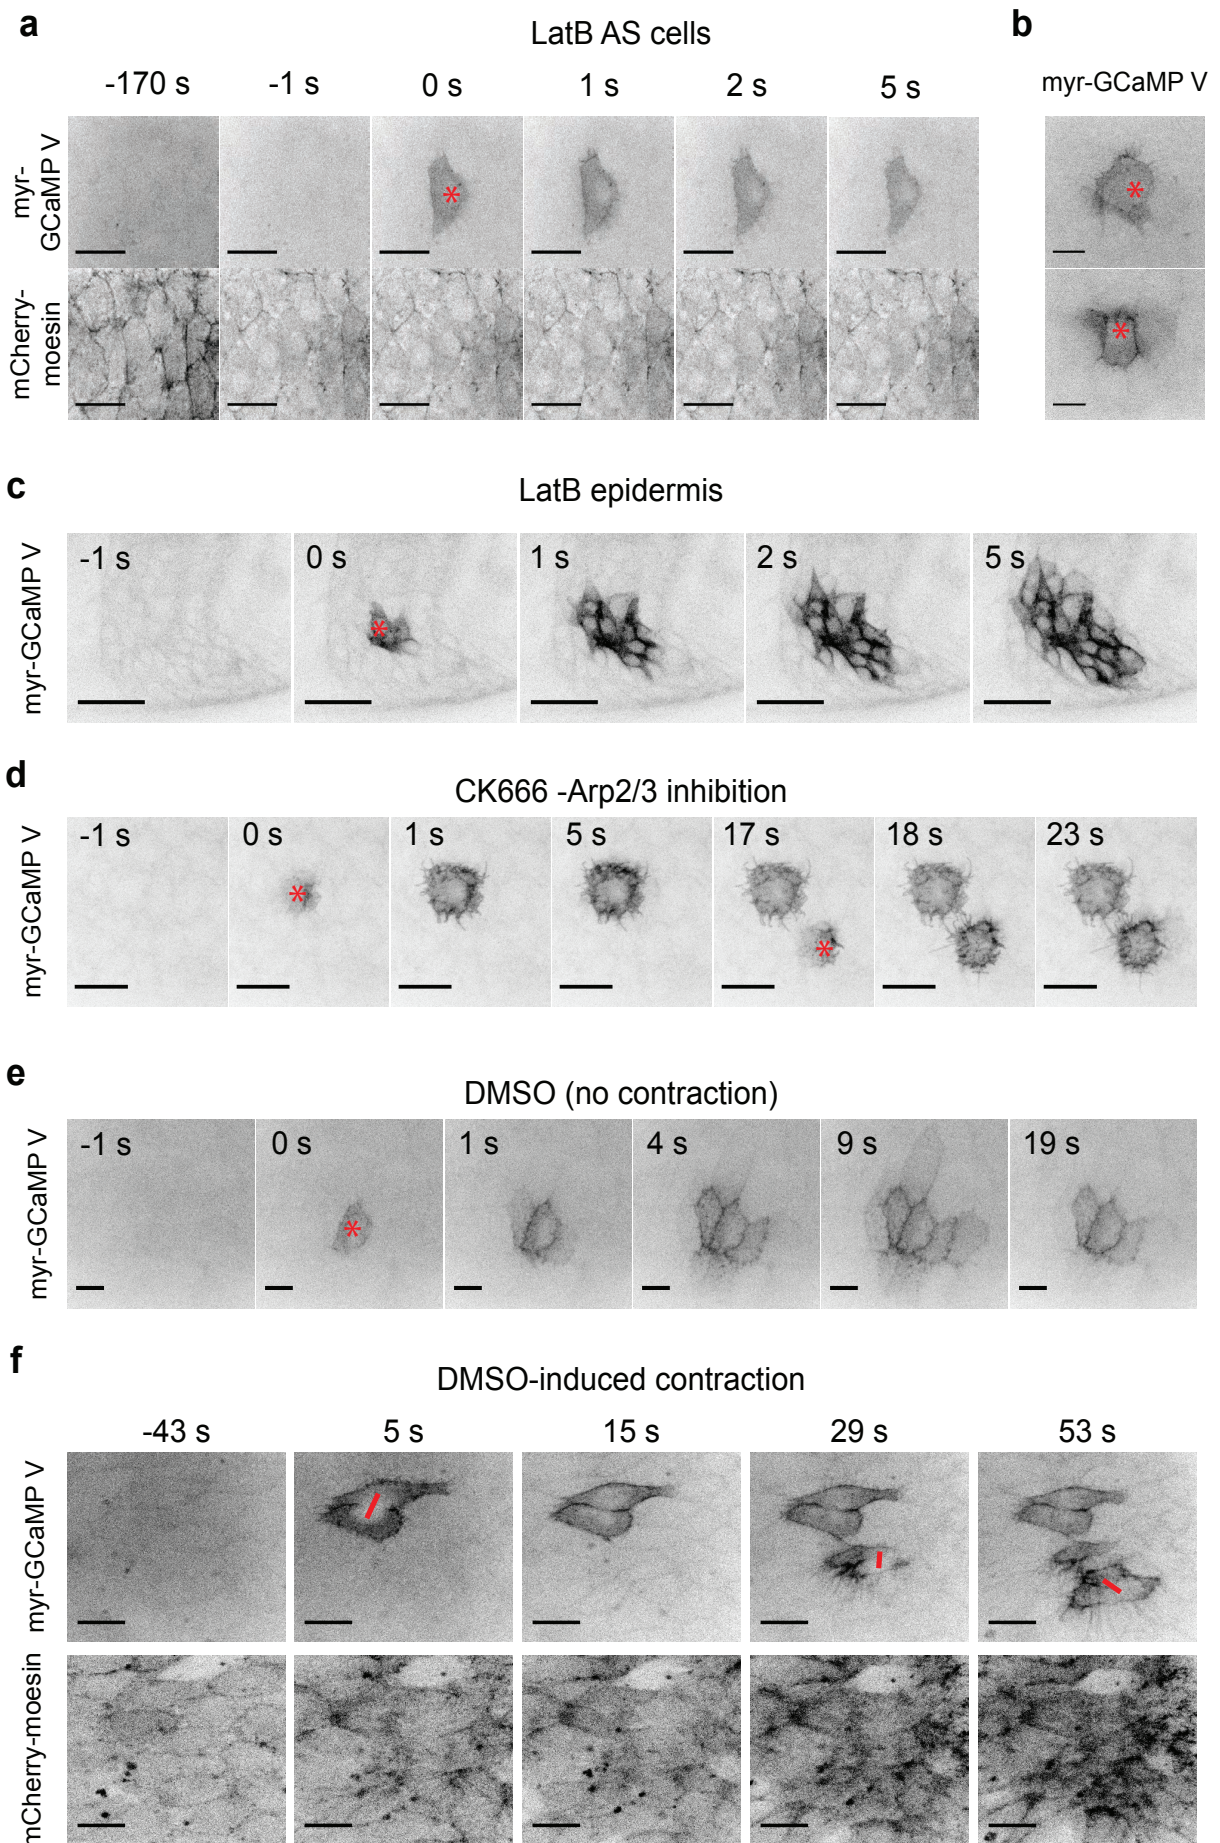 a
LatB AS cells
-170 s -1 s 0 s 1 s 2 s 5 s
myr-
GCaMP V
mCherry-
moesin
b
myr-GCaMP V
c
LatB epidermis
myr-GCaMP V
-1 s 0 s 1 s 2 s 5 s
d
CK666 -Arp2/3 inhibition
myr-GCaMP V
-1 s 0 s 1 s 5 s 17 s 18 s 23 s
e
DMSO (no contraction)
myr-GCaMP V
-1 s 0 s 1 s 4 s 9 s 19 s
f
DMSO-induced contraction
-43 s 5 s 15 s 29 s 53 s
myr-GCaMP V
mCherry-moesin